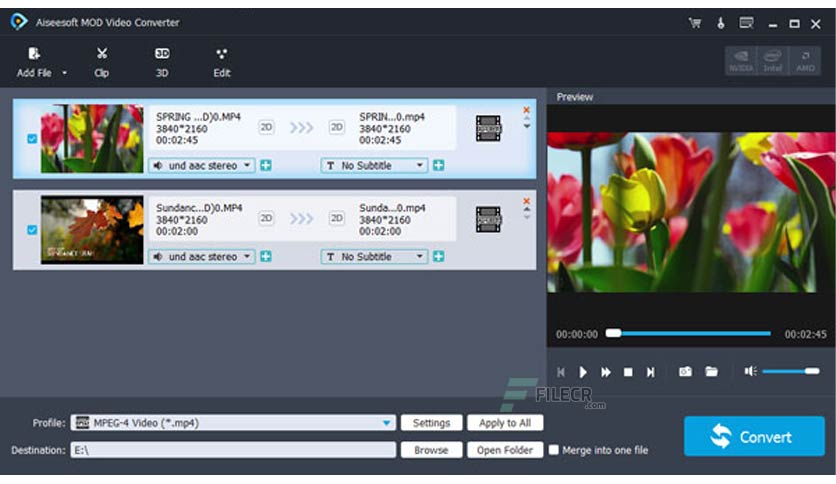 Aiseesoft MOD Video Converter
Add File
Clip
3D
3D
Edit
NVIDIA
Intel
AMD
SPRING ...D)0.MP4
3840*2160
00:02:45
2D
2D
SPRIN...0.mp4
3840*2160
00:02:45
und aac stereo
T No Subtitle
Sundanc...D)0.MP4
3840*2160
00:02:00
2D
2D
Sunda...0.mp4
3840*2160
00:02:00
und aac stereo
T No Subtitle
Preview
00:00:00
00:02:45
FILECR
.com
Profile:
MPEG-4 Video (*.mp4)
Settings
Apply to All
Destination:
E:\
Browse
Open Folder
Merge into one file
Convert